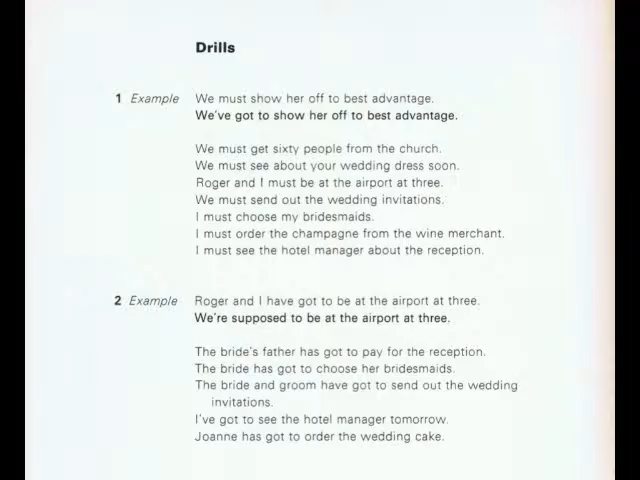 Drills
1 Example We must show her off to best advantage.
We've got to show her off to best advantage.
We must get sixty people from the church.
We must see about your wedding dress soon.
Roger and I must be at the airport at three.
We must send out the wedding invitations.
I must choose my bridesmaids.
I must order the champagne from the wine merchant.
I must see the hotel manager about the reception.
2 Example Roger and I have got to be at the airport at three.
We're supposed to be at the airport at three.
The bride's father has got to pay for the reception.
The bride has got to choose her bridesmaids.
The bride and groom have got to send out the wedding
invitations.
I've got to see the hotel manager tomorrow.
Joanne has got to order the wedding cake.